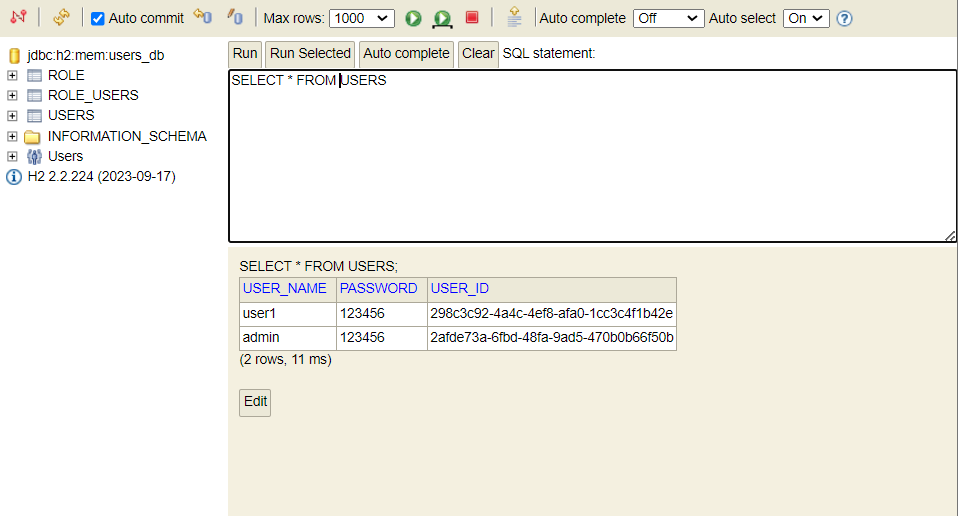 Auto commit Max rows: 1000 Auto complete Off Auto select On
jdbc:h2:mem:users_db
ROLE
ROLE_USERS
USERS
INFORMATION_SCHEMA
Users
H2 2.2.224 (2023-09-17)
Run Run Selected Auto complete Clear SQL statement:
SELECT * FROM USERS
SELECT * FROM USERS;
USER_NAME PASSWORD USER_ID
user1 123456 298c3c92-4a4c-4ef8-afa0-1cc3c4f1b42e
admin 123456 2afde73a-6fbd-48fa-9ad5-470b0b66f50b
(2 rows, 11 ms)
Edit